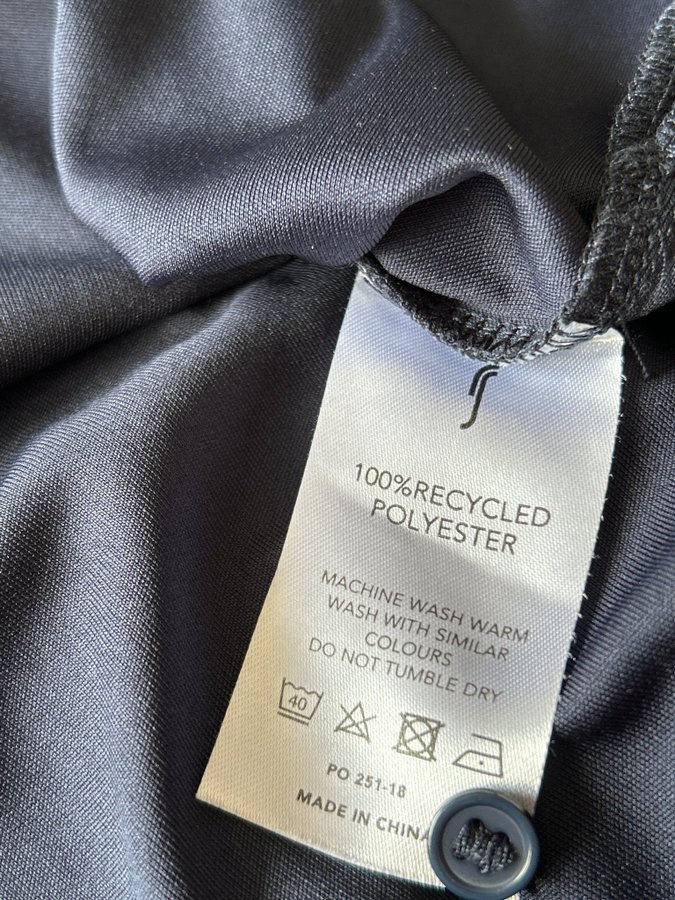 100%RECYCLED
POLYESTER
MACHINE WASH WARM
WASH WITH SIMILAR
COLOURS
DO NOT TUMBLE DRY
40
PO 251-18
MADE IN CHINA